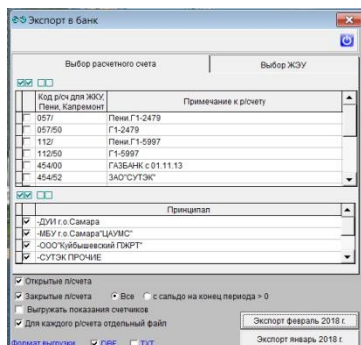 Экспорт в банк
Выбор расчетного счета
Выбор ЖЭУ
Код р/сч для ЖКУ, Пени, Капремонт
Примечание к р/счету
057/ Пени.Г1-2479
057/50 Г1-2479
112/ Пени.Г1-5997
112/50 Г1-5997
454/00 ГАЗБАНК с 01.11.13
454/52 ЗАО"СУТЭК"
Принципал
-ДУИ г.о.Самара
-МБУ г.о.Самара"ЦАУМС"
-ООО"Куйбышевский ПЖРТ"
-СУТЭК ПРОЧИЕ
Открытые л/счета
Закрытые л/счета Все с сальдо на конец периода > 0
Выгружать показания счетчиков
Для каждого р/счета отдельный файл
Экспорт февраль 2018 г.
Формат выгрузки DBF TXT
Экспорт январь 2018 г.